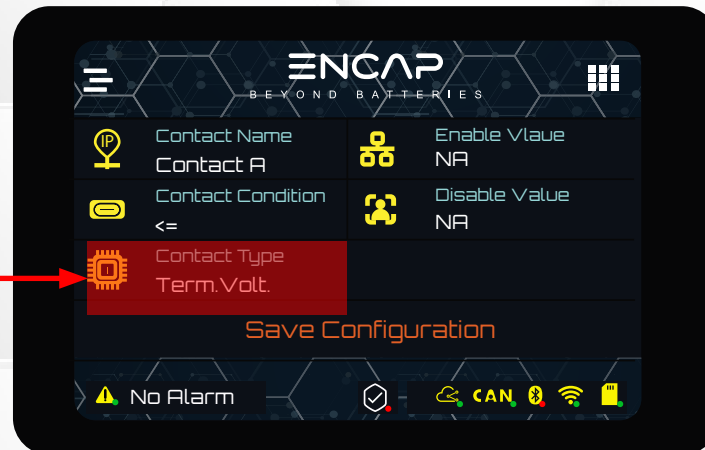 ENCAP
BEYOND BATTERIES
IP
Contact Name
Contact A
Enable Vlaue
NA
Contact Condition
<=
Disable Value
NA
Contact Type
Term.Volt.
Save Configuration
No Alarm
CAN